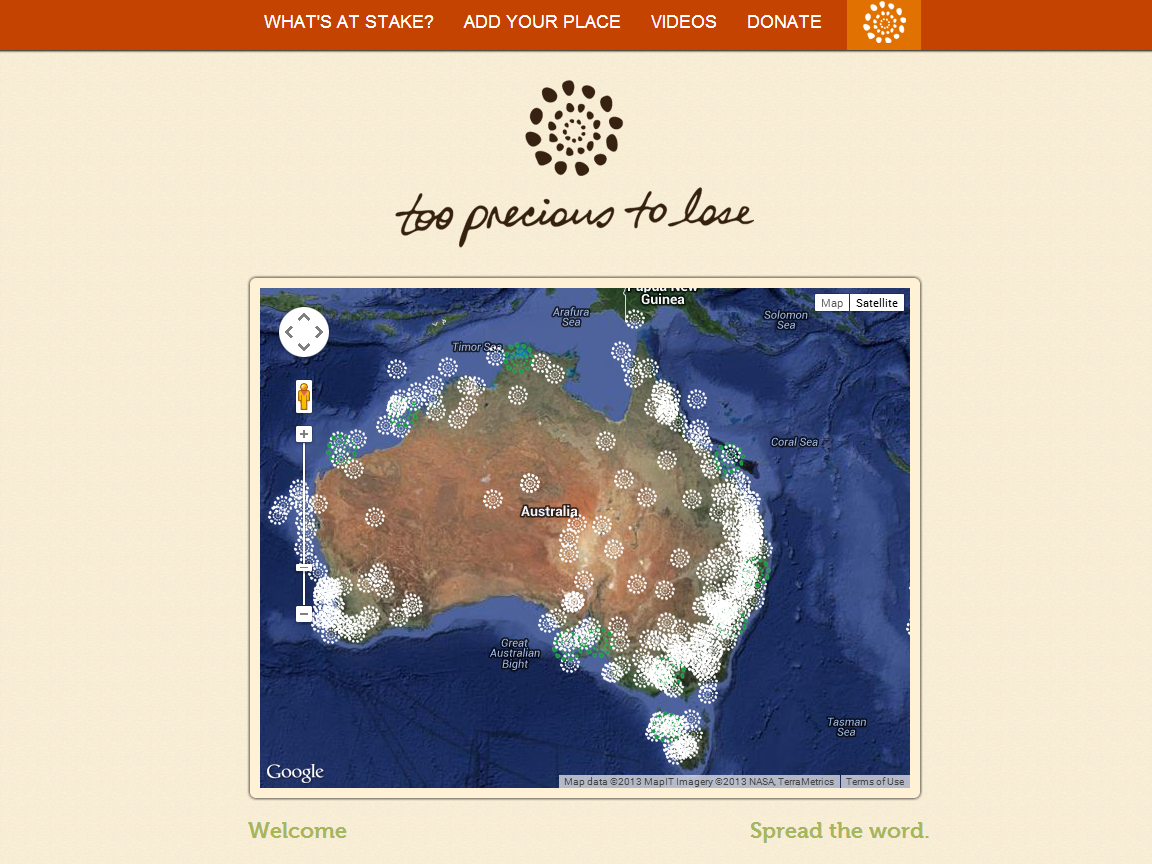 WHAT'S AT STAKE? ADD YOUR PLACE VIDEOS DONATE
too precious to lose
Papua New
Guinea
Map Satellite
Arafura
Sea
Solomon
Sea
Timor Sea
Coral Sea
Australia
Great
Australian
Bight
Tasman
Sea
Google
Map data ©2013 MapIT Imagery ©2013 NASA, TerraMetrics Terms of Use
Welcome Spread the word.